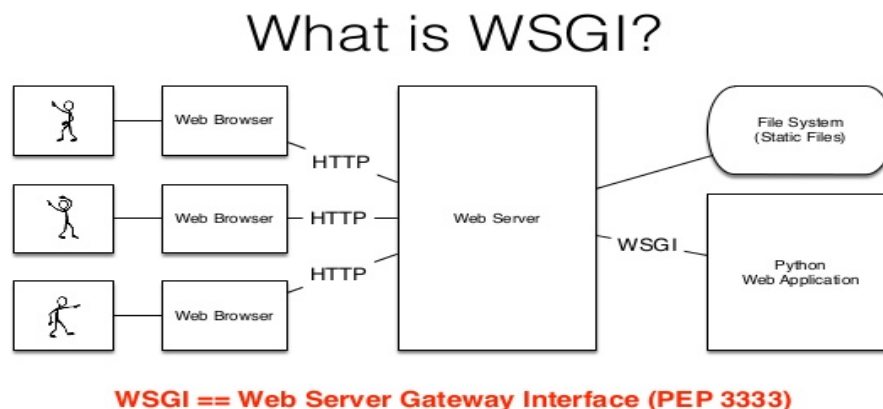 What is WSGI?
Web Browser
HTTP
Web Browser
HTTP
Web Browser
HTTP
Web Server
File System
(Static Files)
WSGI
Python
Web Application
WSGI == Web Server Gateway Interface (PEP 3333)